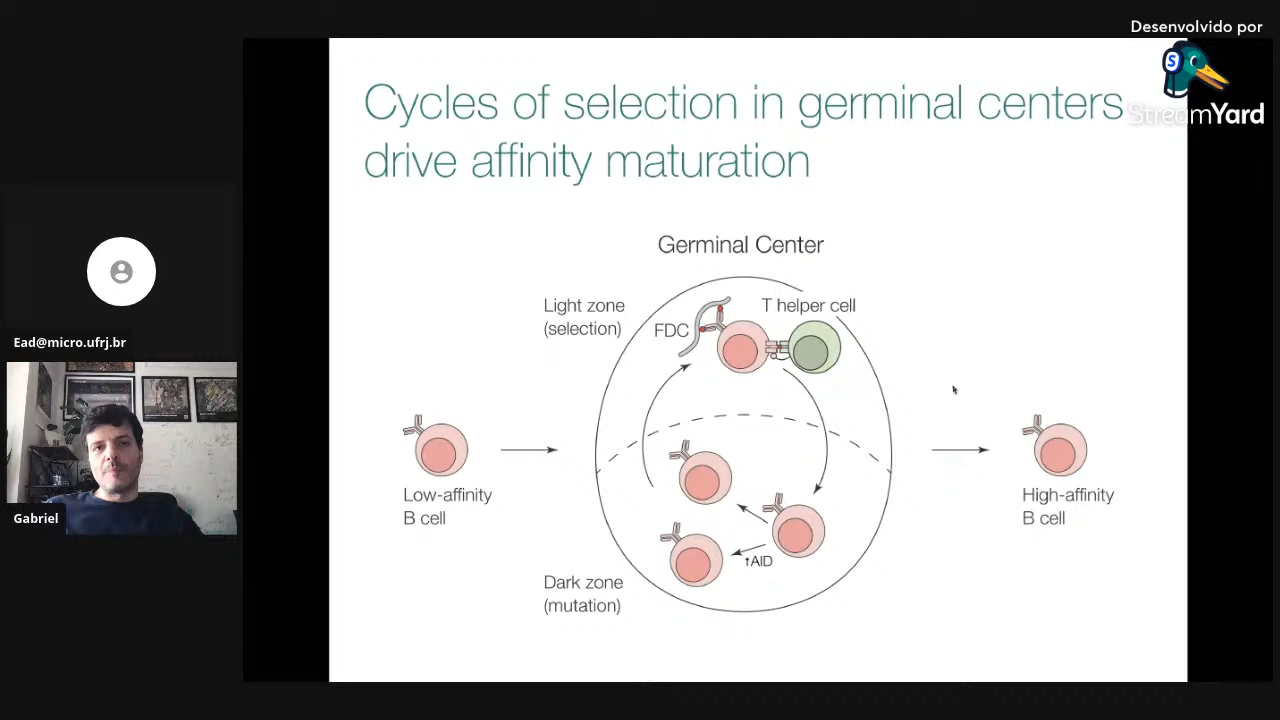 Desenvolvido por
StreamYard
Cycles of selection in germinal centers
drive affinity maturation
Germinal Center
Light zone
(selection)
FDC
T helper cell
Low-affinity
B cell
High-affinity
B cell
↑AID
Dark zone
(mutation)
Ead@micro.ufrj.br
Gabriel